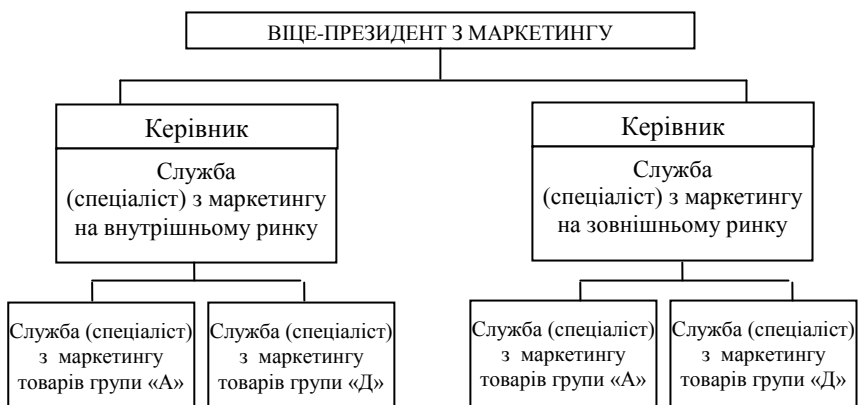 ВІЦЕ-ПРЕЗИДЕНТ З МАРКЕТИНГУ
Керівник
Служба
(спеціаліст) з маркетингу
на внутрішньому ринку
Керівник
Служба
(спеціаліст) з маркетингу
на зовнішньому ринку
Служба (спеціаліст)
з маркетингу
товарів групи «А»
Служба (спеціаліст)
з маркетингу
товарів групи «Д»
Служба (спеціаліст)
з маркетингу
товарів групи «А»
Служба (спеціаліст)
з маркетингу
товарів групи «Д»